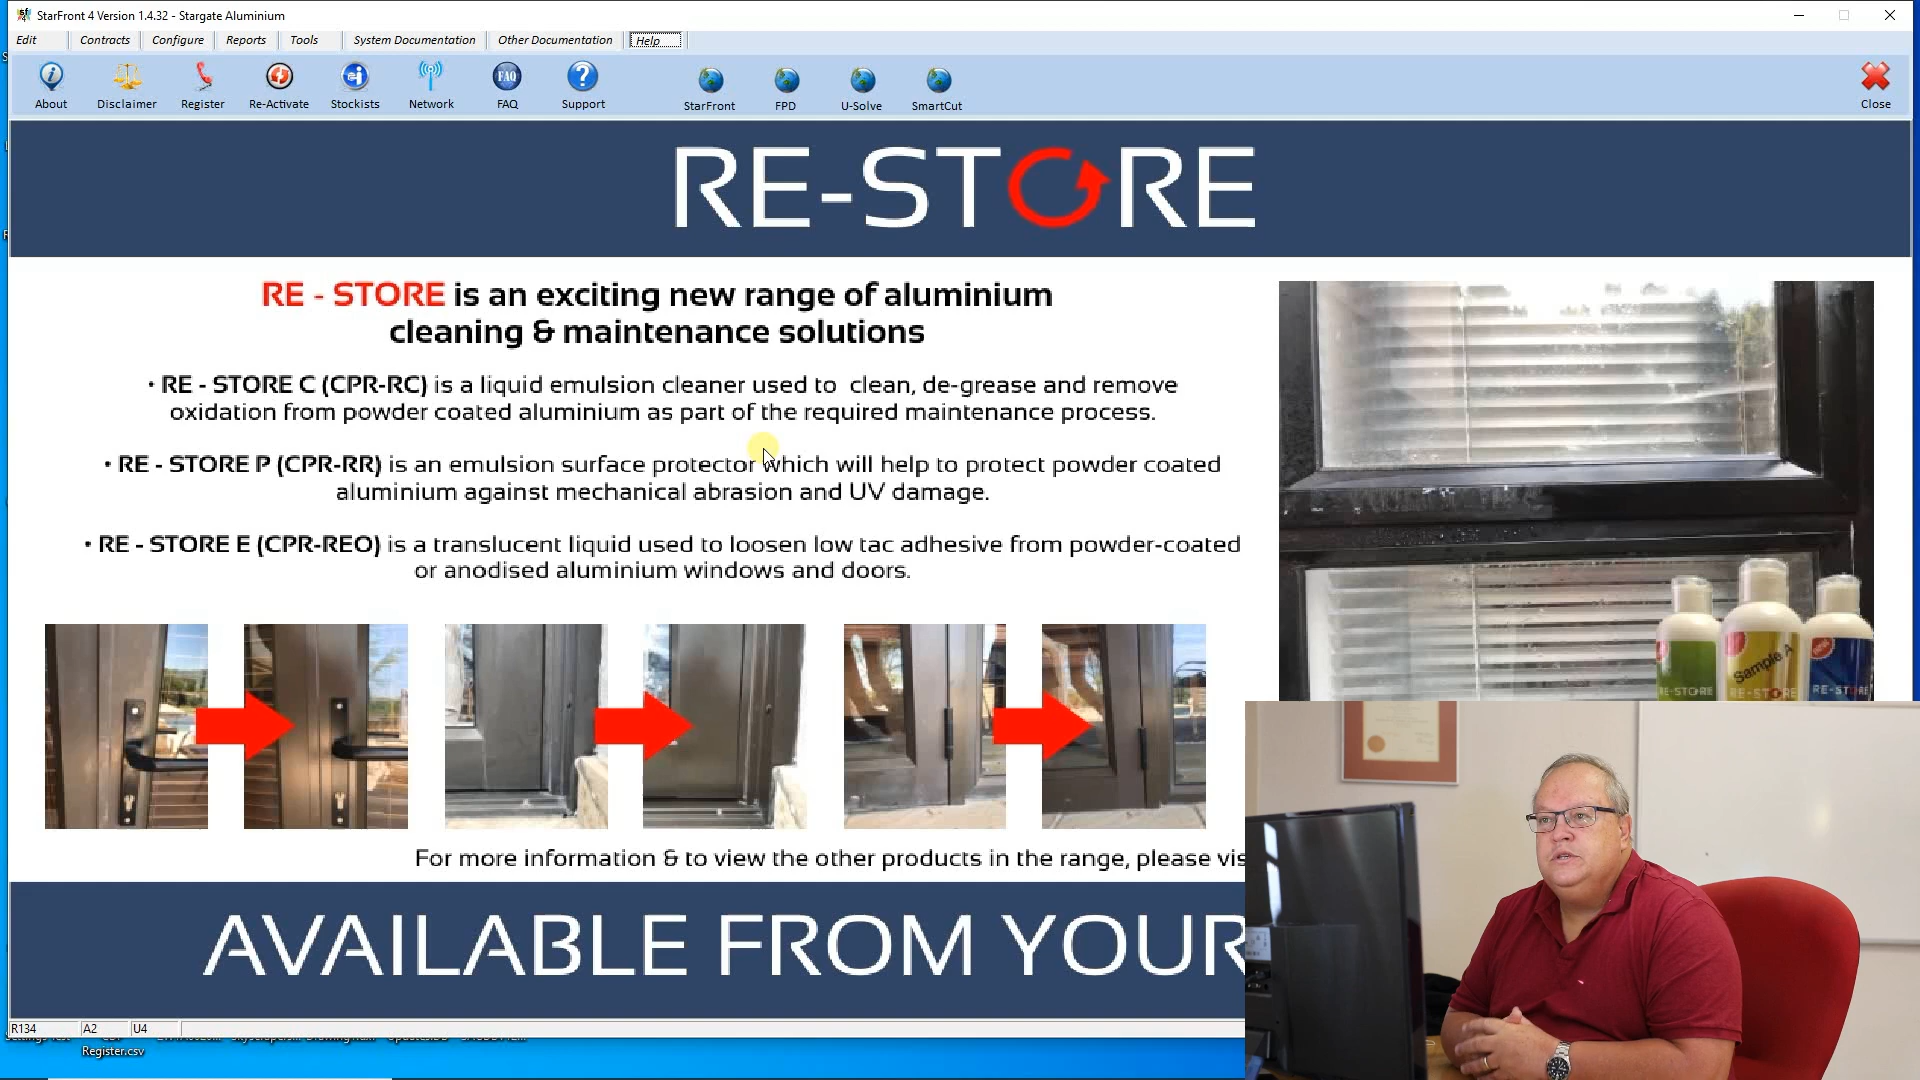 StarFront 4 Version 1.4.32 - Stargate Aluminium
Edit Contracts Configure Reports Tools System Documentation Other Documentation Help
About Disclaimer Register Re-Activate Stockists Network FAQ Support StarFront FPD U-Solve SmartCut Close
RE-STORE
RE - STORE is an exciting new range of aluminium
cleaning & maintenance solutions
• RE - STORE C (CPR-RC) is a liquid emulsion cleaner used to clean, de-grease and remove
oxidation from powder coated aluminium as part of the required maintenance process.
• RE - STORE P (CPR-RR) is an emulsion surface protector which will help to protect powder coated
aluminium against mechanical abrasion and UV damage.
• RE - STORE E (CPR-REO) is a translucent liquid used to loosen low tac adhesive from powder-coated
or anodised aluminium windows and doors.
Sample A
RE-STORE RE-STORE RE-STORE
For more information & to view the other products in the range, please vis
AVAILABLE FROM YOUR
R134 A2 U4
Register.csv